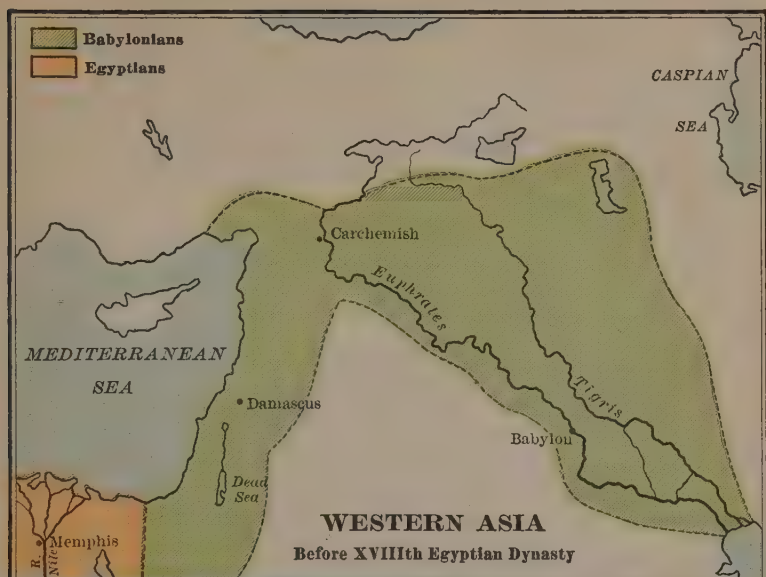 Babylonians
Egyptians
CASPIAN
SEA
Carchemish
Euphrates
MEDITERRANEAN
SEA
Tigris
Damascus
Babylon
Dead
Sea
WESTERN ASIA
Before XVIIIth Egyptian Dynasty
Memphis
R.
Nile